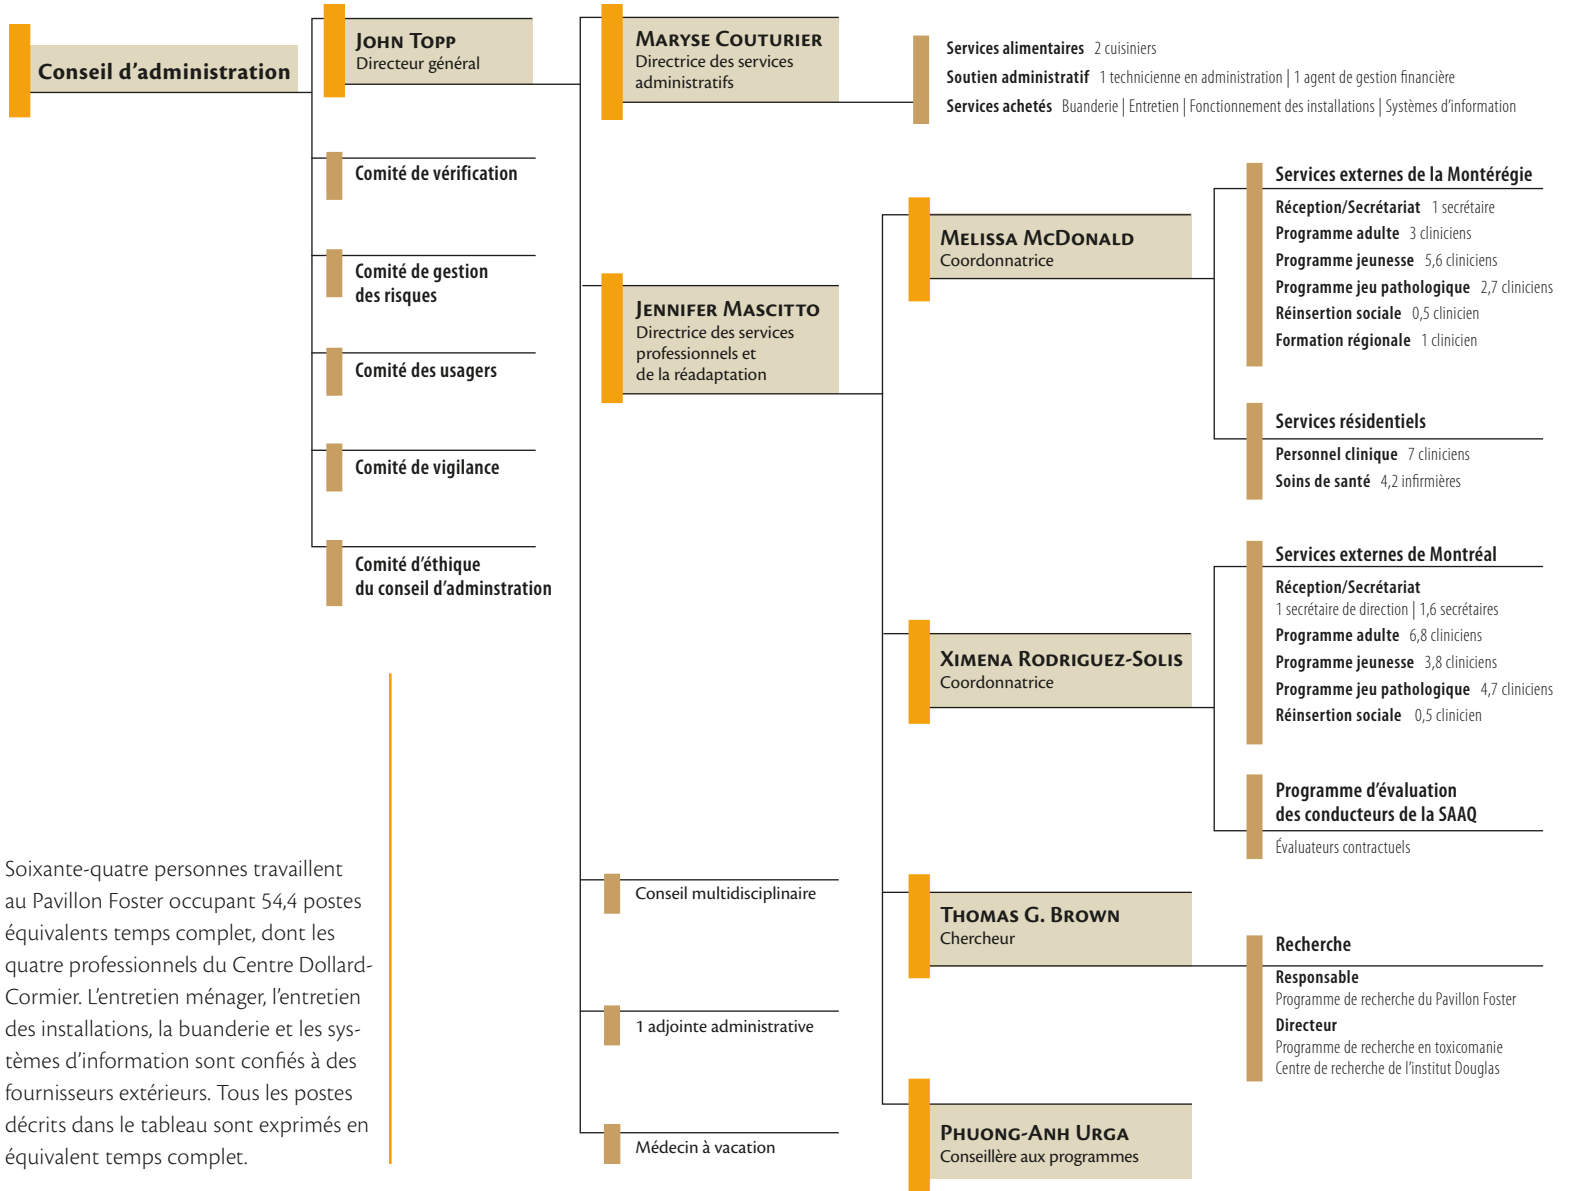 Conseil d'administration
John Topp
Directeur général
Comité de vérification
Comité de gestion
des risques
Comité des usagers
Comité de vigilance
Comité d'éthique
du conseil d'adminstration
Maryse Couturier
Directrice des services
administratifs
Services alimentaires 2 cuisiniers
Soutien administratif 1 technicienne en administration | 1 agent de gestion financière
Services achetés Buanderie | Entretien | Fonctionnement des installations | Systèmes d'information
Jennifer Mascitto
Directrice des services
professionnels et
de la réadaptation
Melissa McDonald
Coordonnatrice
Services externes de la Montérégie
Réception/Secrétariat 1 secrétaire
Programme adulte 3 cliniciens
Programme jeunesse 5,6 cliniciens
Programme jeu pathologique 2,7 cliniciens
Réinsertion sociale 0,5 clinicien
Formation régionale 1 clinicien
Services résidentiels
Personnel clinique 7 cliniciens
Soins de santé 4,2 infirmières
Ximena Rodriguez-Solis
Coordonnatrice
Services externes de Montréal
Réception/Secrétariat
1 secrétaire de direction | 1,6 secrétaires
Programme adulte 6,8 cliniciens
Programme jeunesse 3,8 cliniciens
Programme jeu pathologique 4,7 cliniciens
Réinsertion sociale 0,5 clinicien
Programme d'évaluation
des conducteurs de la SAAQ
Évaluateurs contractuels
Thomas G. Brown
Chercheur
Recherche
Responsable
Programme de recherche du Pavillon Foster
Directeur
Programme de recherche en toxicomanie
Centre de recherche de l'institut Douglas
Phuong-Anh Urga
Conseillère aux programmes
Conseil multidisciplinaire
1 adjointe administrative
Médecin à vacation
Soixante-quatre personnes travaillent
au Pavillon Foster occupant 54,4 postes
équivalents temps complet, dont les
quatre professionnels du Centre Dollard-
Cormier. L'entretien ménager, l'entretien
des installations, la buanderie et les sys-
tèmes d'information sont confiés à des
fournisseurs extérieurs. Tous les postes
décrits dans le tableau sont exprimés en
équivalent temps complet.